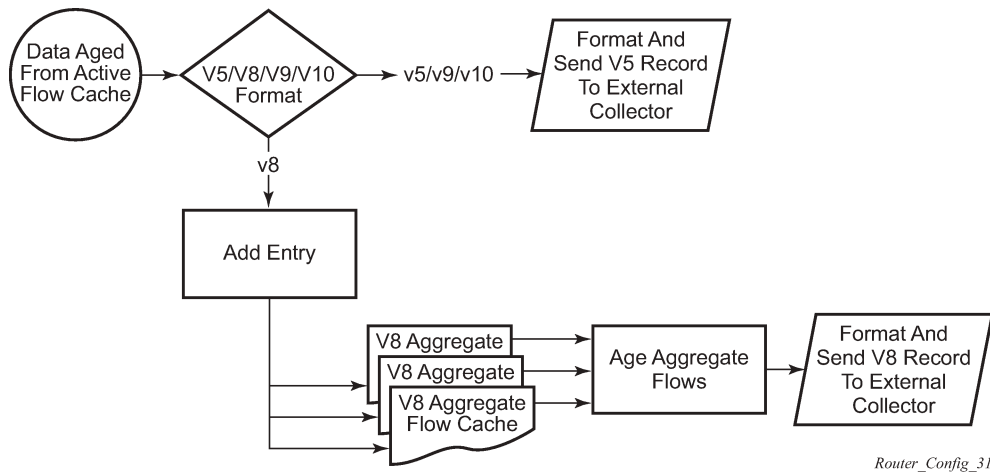 Data Aged
From Active
Flow Cache
V5/V8/V9/V10
Format
v5/v9/v10
Format And
Send V5 Record
To External
Collector
v8
Add Entry
V8 Aggregate
V8 Aggregate
V8 Aggregate
Flow Cache
Age Aggregate
Flows
Format And
Send V8 Record
To External
Collector
Router_Config_31